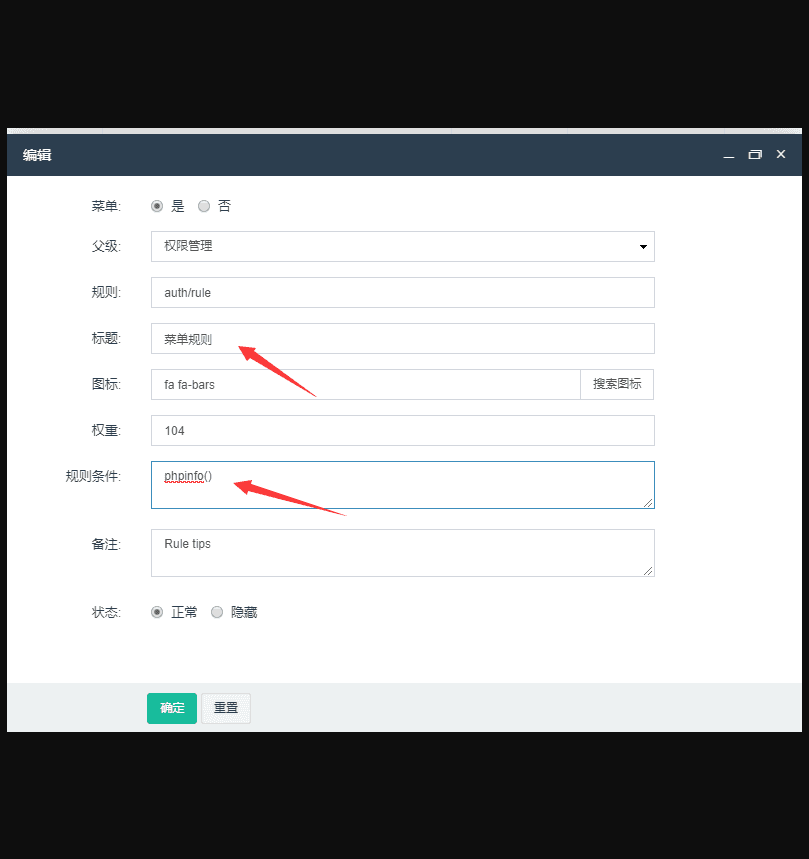 编辑
菜单: 是 否
父级: 权限管理
规则: auth/rule
标题: 菜单规则
图标: fa fa-bars 搜索图标
权重: 104
规则条件: phpinfo()
备注: Rule tips
状态: 正常 隐藏
确定 重置